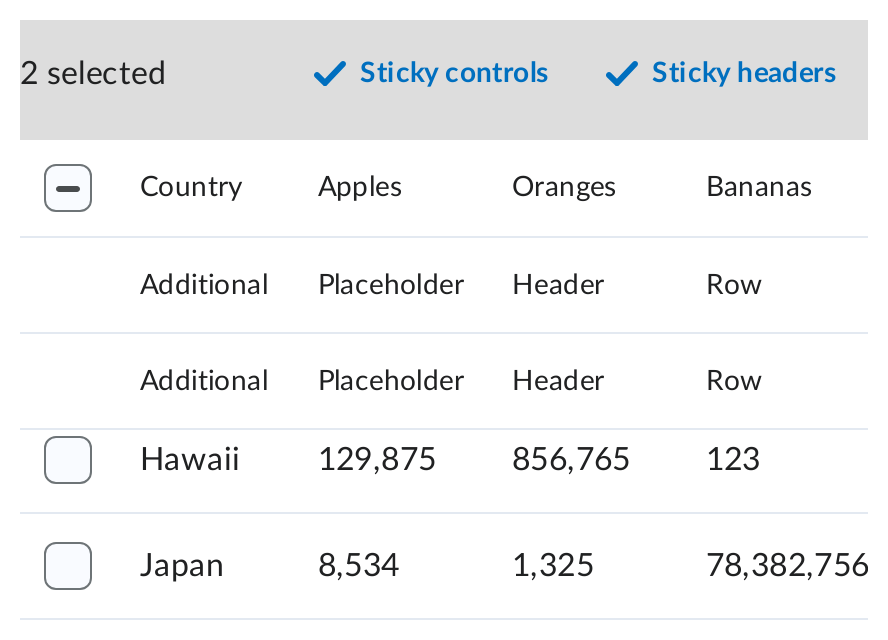 2 selected Sticky controls Sticky headers
Country Apples Oranges Bananas
Additional Placeholder Header Row
Additional Placeholder Header Row
Hawaii 129,875 856,765 123
Japan 8,534 1,325 78,382,756